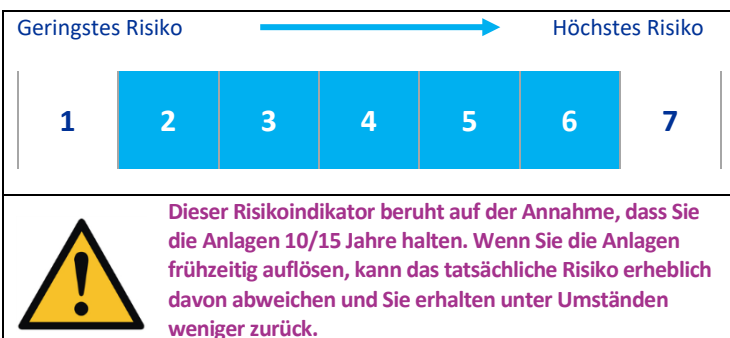 Geringstes Risiko Höchstes Risiko
1 2 3 4 5 6 7
Dieser Risikoindikator beruht auf der Annahme, dass Sie
die Anlagen 10/15 Jahre halten. Wenn Sie die Anlagen
frühzeitig auflösen, kann das tatsächliche Risiko erheblich
davon abweichen und Sie erhalten unter Umständen
weniger zurück.